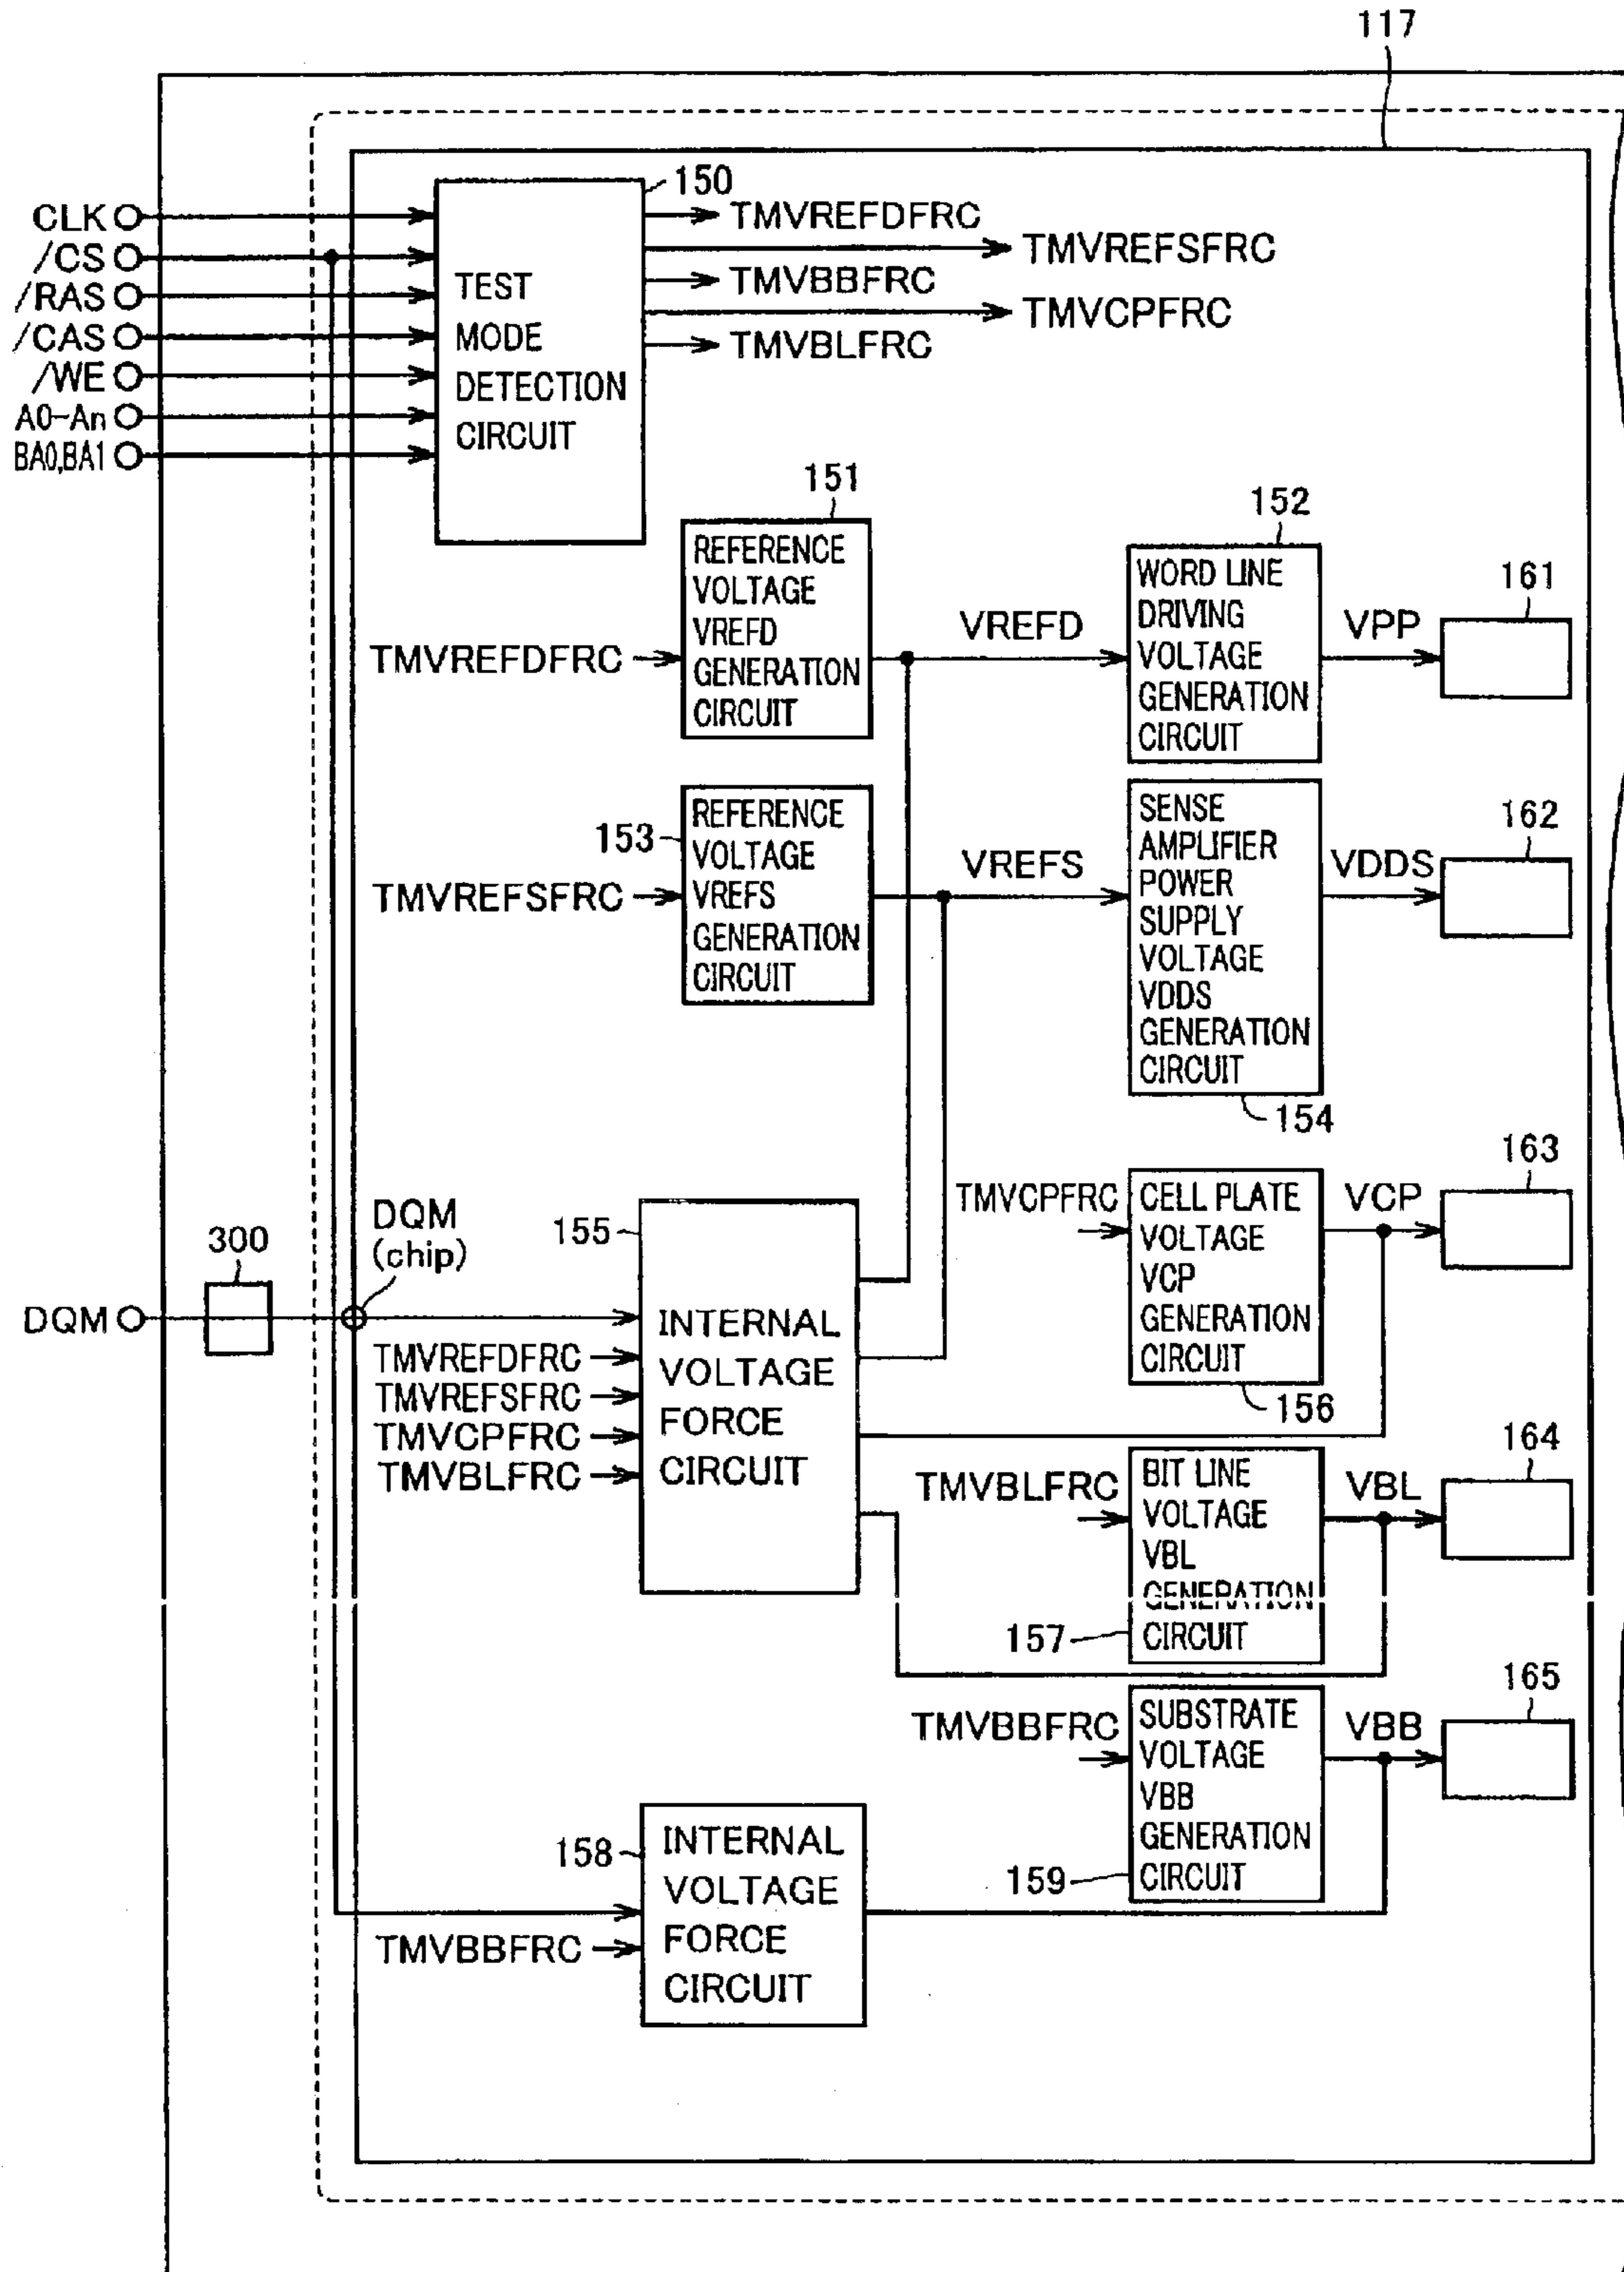 117
150
CLK
/CS
/RAS
/CAS
/WE
A0-An
BA0,BA1
TEST
MODE
DETECTION
CIRCUIT
TMVREFDFRC
TMVREFSFRC
TMVBBFRC
TMVCPFRC
TMVBLFRC
151
REFERENCE
VOLTAGE
VREFD
GENERATION
CIRCUIT
TMVREFDFRC
VREFD
152
WORD LINE
DRIVING
VOLTAGE
GENERATION
CIRCUIT
VPP
161
153
REFERENCE
VOLTAGE
VREFS
GENERATION
CIRCUIT
TMVREFSFRC
VREFS
SENSE
AMPLIFIER
POWER
SUPPLY
VOLTAGE
VDDS
GENERATION
CIRCUIT
154
VDDS
162
DQM
300
DQM
(chip)
155
INTERNAL
VOLTAGE
FORCE
CIRCUIT
TMVREFDFRC
TMVREFSFRC
TMVCPFRC
TMVBLFRC
TMVCPFRC
CELL PLATE
VOLTAGE
VCP
GENERATION
CIRCUIT
156
VCP
163
TMVBLFRC
BIT LINE
VOLTAGE
VBL
GENERATION
CIRCUIT
157
VBL
164
TMVBBFRC
SUBSTRATE
VOLTAGE
VBB
GENERATION
CIRCUIT
159
VBB
165
158
INTERNAL
VOLTAGE
FORCE
CIRCUIT
TMVBBFRC